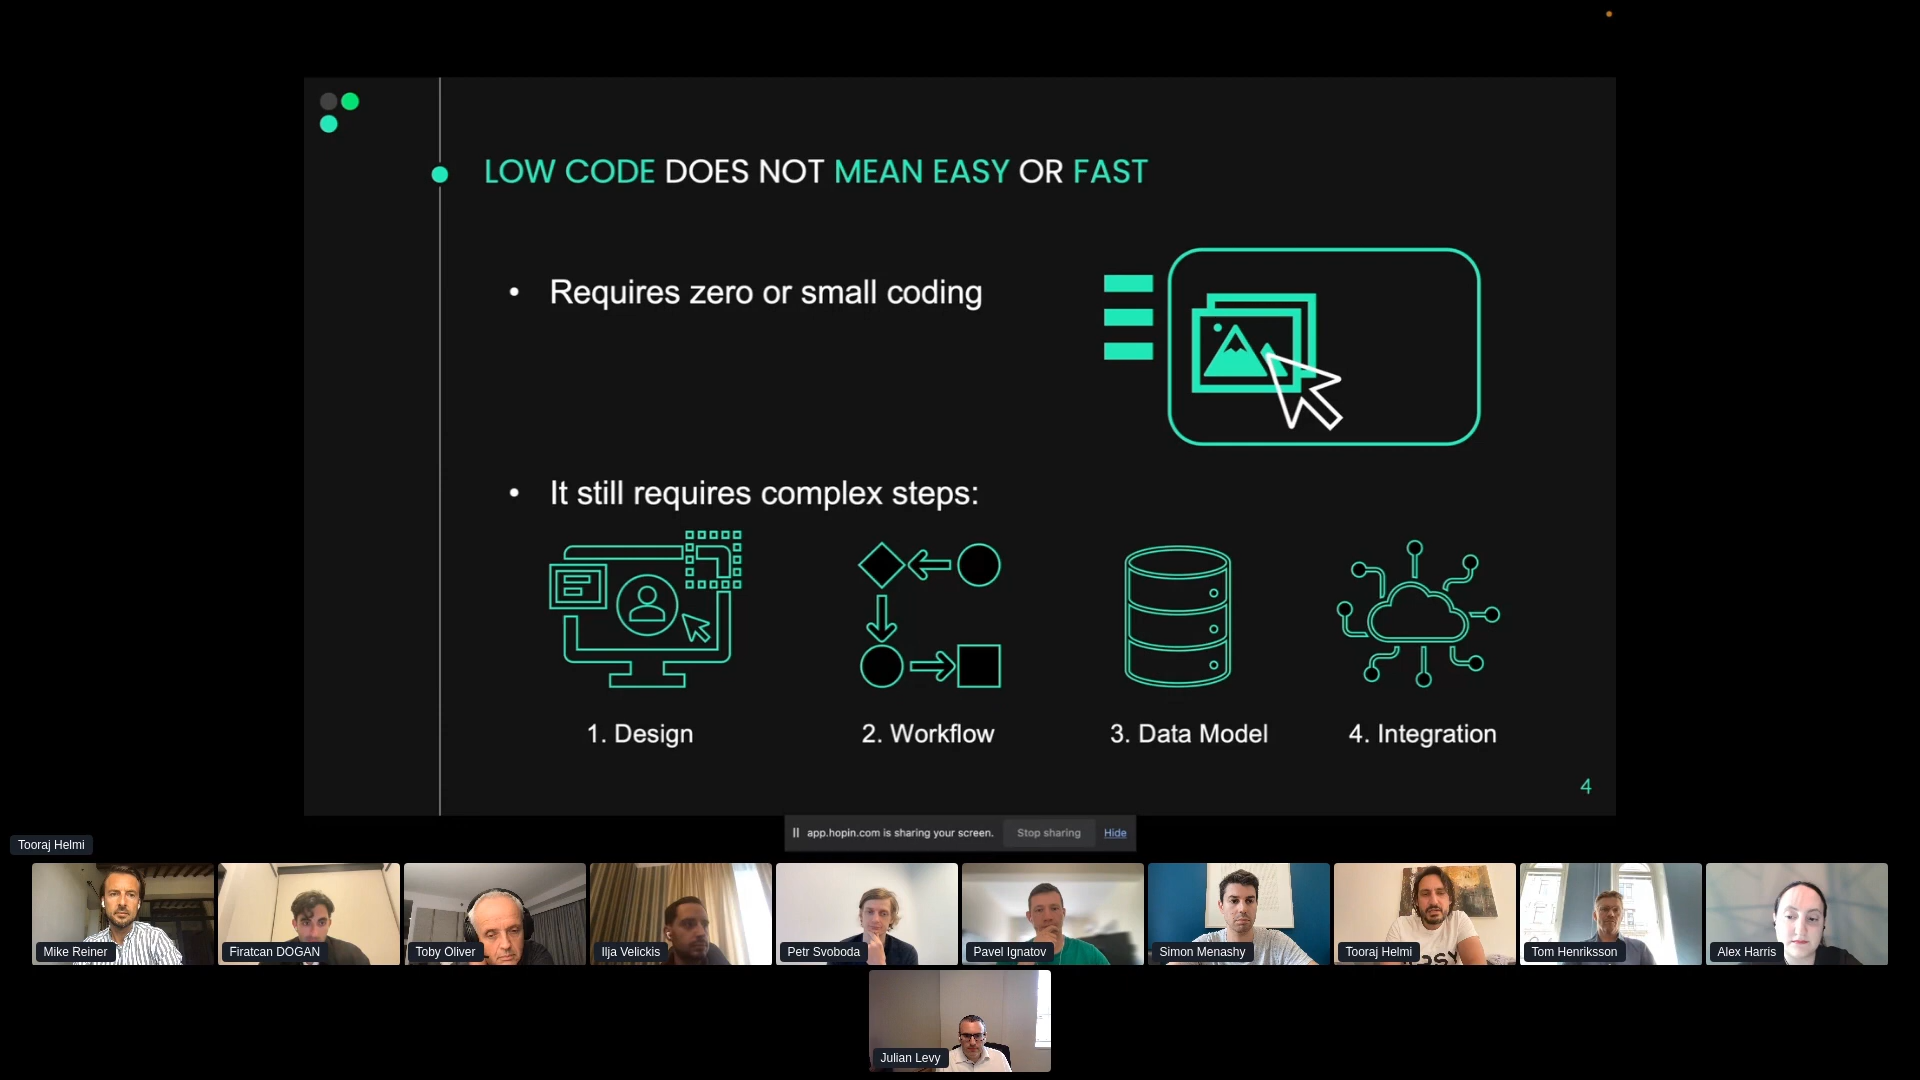 LOW CODE DOES NOT MEAN EASY OR FAST
• Requires zero or small coding
• It still requires complex steps:
1. Design
2. Workflow
3. Data Model
4. Integration
4
app.hopin.com is sharing your screen.
Stop sharing
Hide
Tooraj Helmi
Mike Reiner
Firatcan DOGAN
Toby Oliver
Ilja Velickis
Petr Svoboda
Pavel Ignatov
Simon Menashy
Tooraj Helmi
Tom Henriksson
Alex Harris
Julian Levy